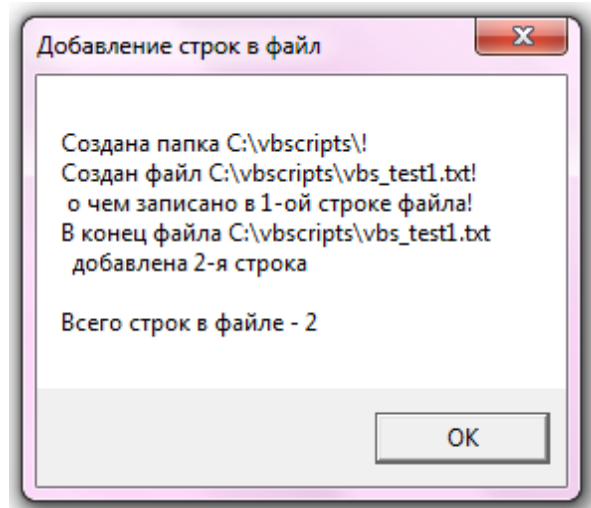 Добавление строк в файл
Создана папка C:\vbscripts\!
Создан файл C:\vbscripts\vbs_test1.txt!
о чем записано в 1-ой строке файла!
В конец файла C:\vbscripts\vbs_test1.txt
добавлена 2-я строка
Всего строк в файле - 2
OK